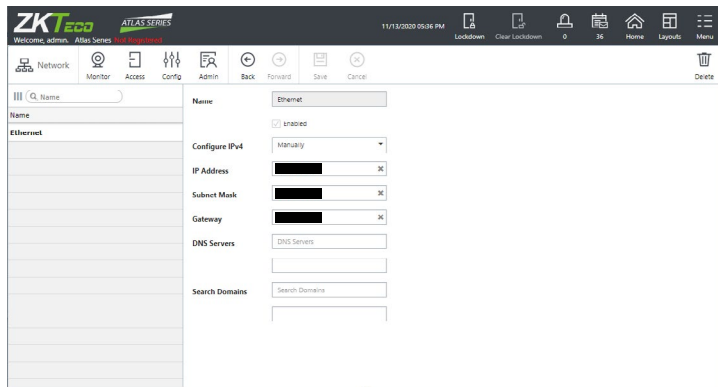 ZKTeco ATLAS SERIES
Welcome, admin. Atlas Series Not Registered
11/13/2020 05:36 PM
Lockdown
Clear Lockdown
0
36
Home
Layouts
Menu
Network
Monitor
Access
Config
Admin
Back
Forward
Save
Cancel
Delete
Name
Name
Ethernet
Name
Ethernet
Enabled
Configure IPv4
Manually
IP Address
Subnet Mask
Gateway
DNS Servers
DNS Servers
Search Domains
Search Domains